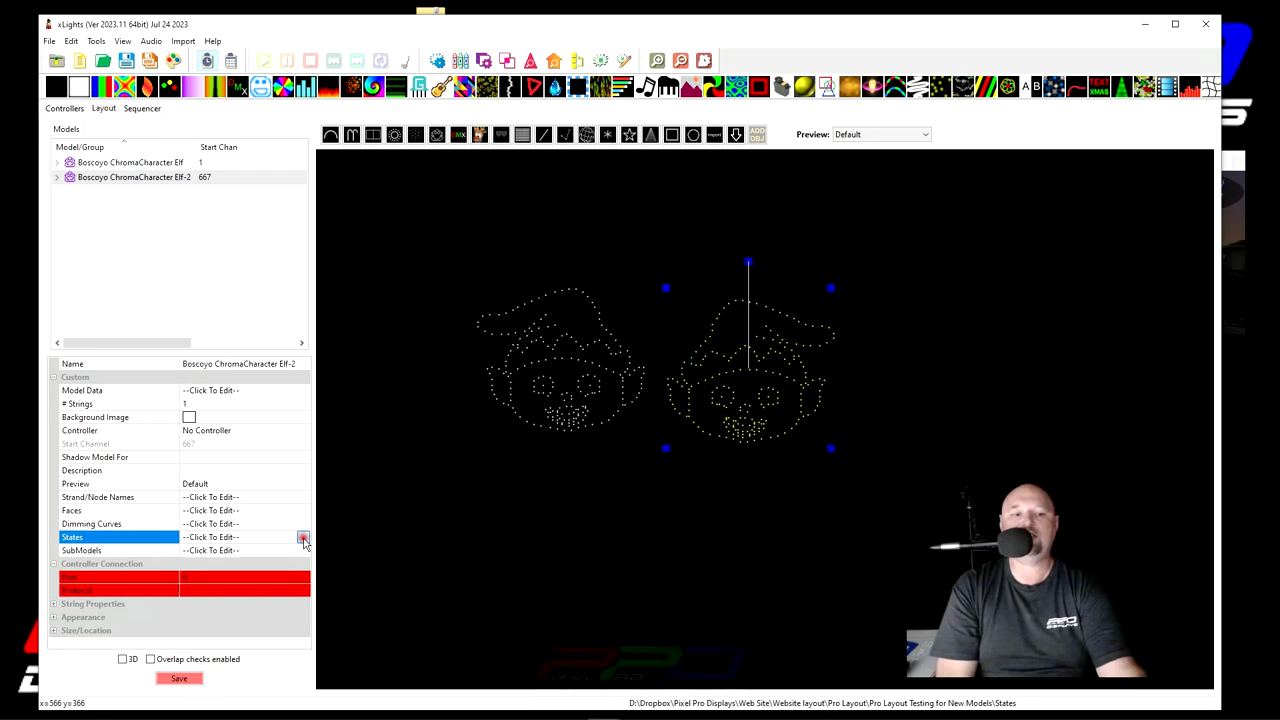 xLights (Ver 2023.11 64bit) Jul 24 2023
File Edit Tools View Audio Import Help
Controllers Layout Sequencer
Models
Model/Group Start Chan
Boscoyo ChromaCharacter Elf 1
Boscoyo ChromaCharacter Elf-2 667
Preview: Default
Name Boscoyo ChromaCharacter Elf-2
Custom
Model Data --Click To Edit--
# Strings 1
Background Image
Controller No Controller
Start Channel 667
Shadow Model For
Description
Preview Default
Strand/Node Names --Click To Edit--
Faces --Click To Edit--
Dimming Curves --Click To Edit--
States --Click To Edit--
SubModels --Click To Edit--
Controller Connection
Port 0
Protocol
String Properties
Appearance
Size/Location
3D Overlap checks enabled
Save
x=566 y=366 D:\Dropbox\Pixel Pro Displays\Web Site\Website layout\Pro Layout\Pro Layout Testing for New Models\States